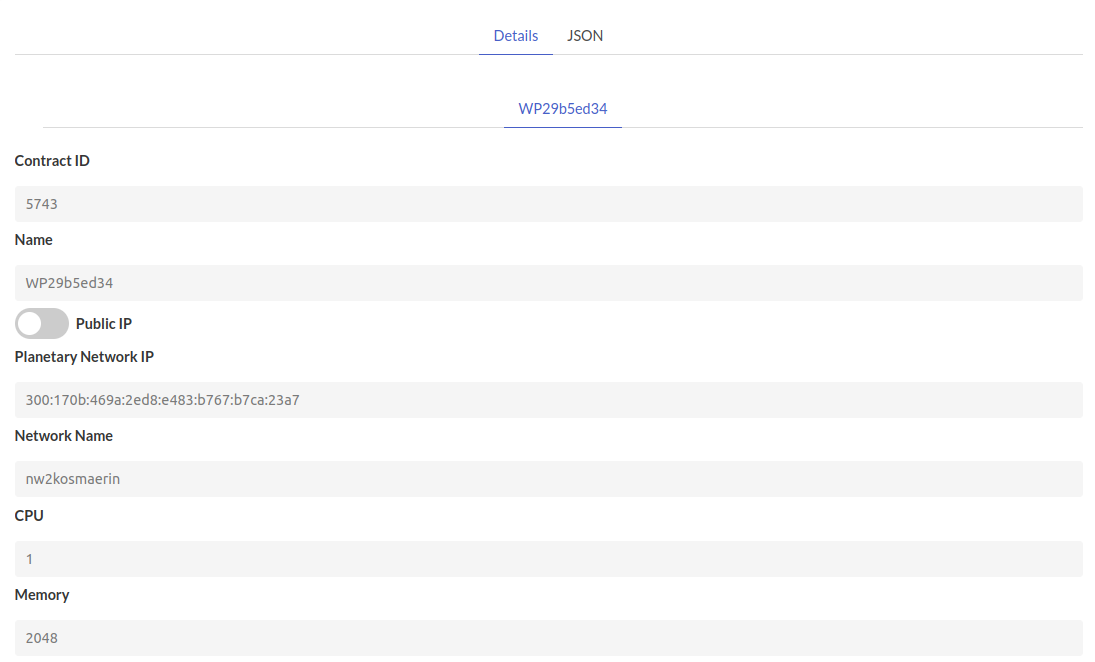 Details JSON
WP29b5ed34
Contract ID
5743
Name
WP29b5ed34
Public IP
Planetary Network IP
300:170b:469a:2ed8:e483:b767:b7ca:23a7
Network Name
nw2kosmaerin
CPU
1
Memory
2048